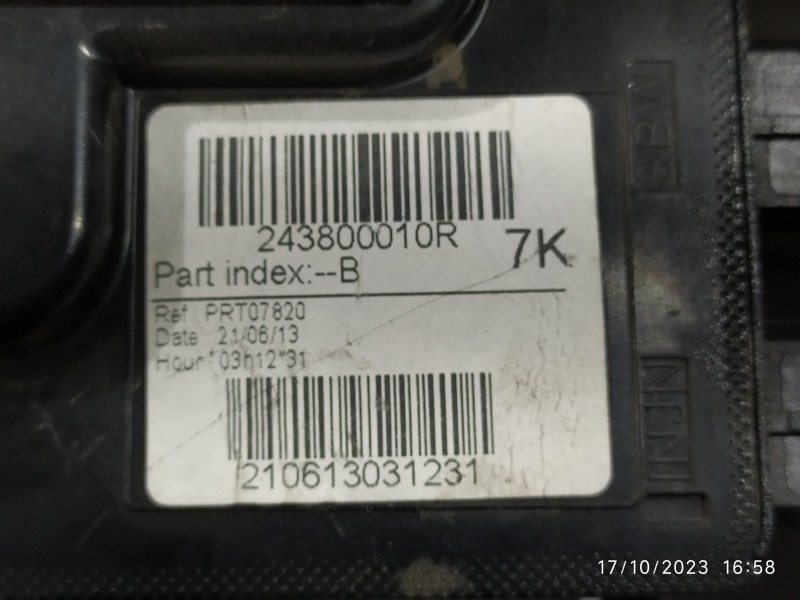 243800010R
7K
Part index:--B
Ref : PRT07820
Date : 21/06/13
Hour : 03h12"31
210613031231
SBW
INJN
17/10/2023 16:58